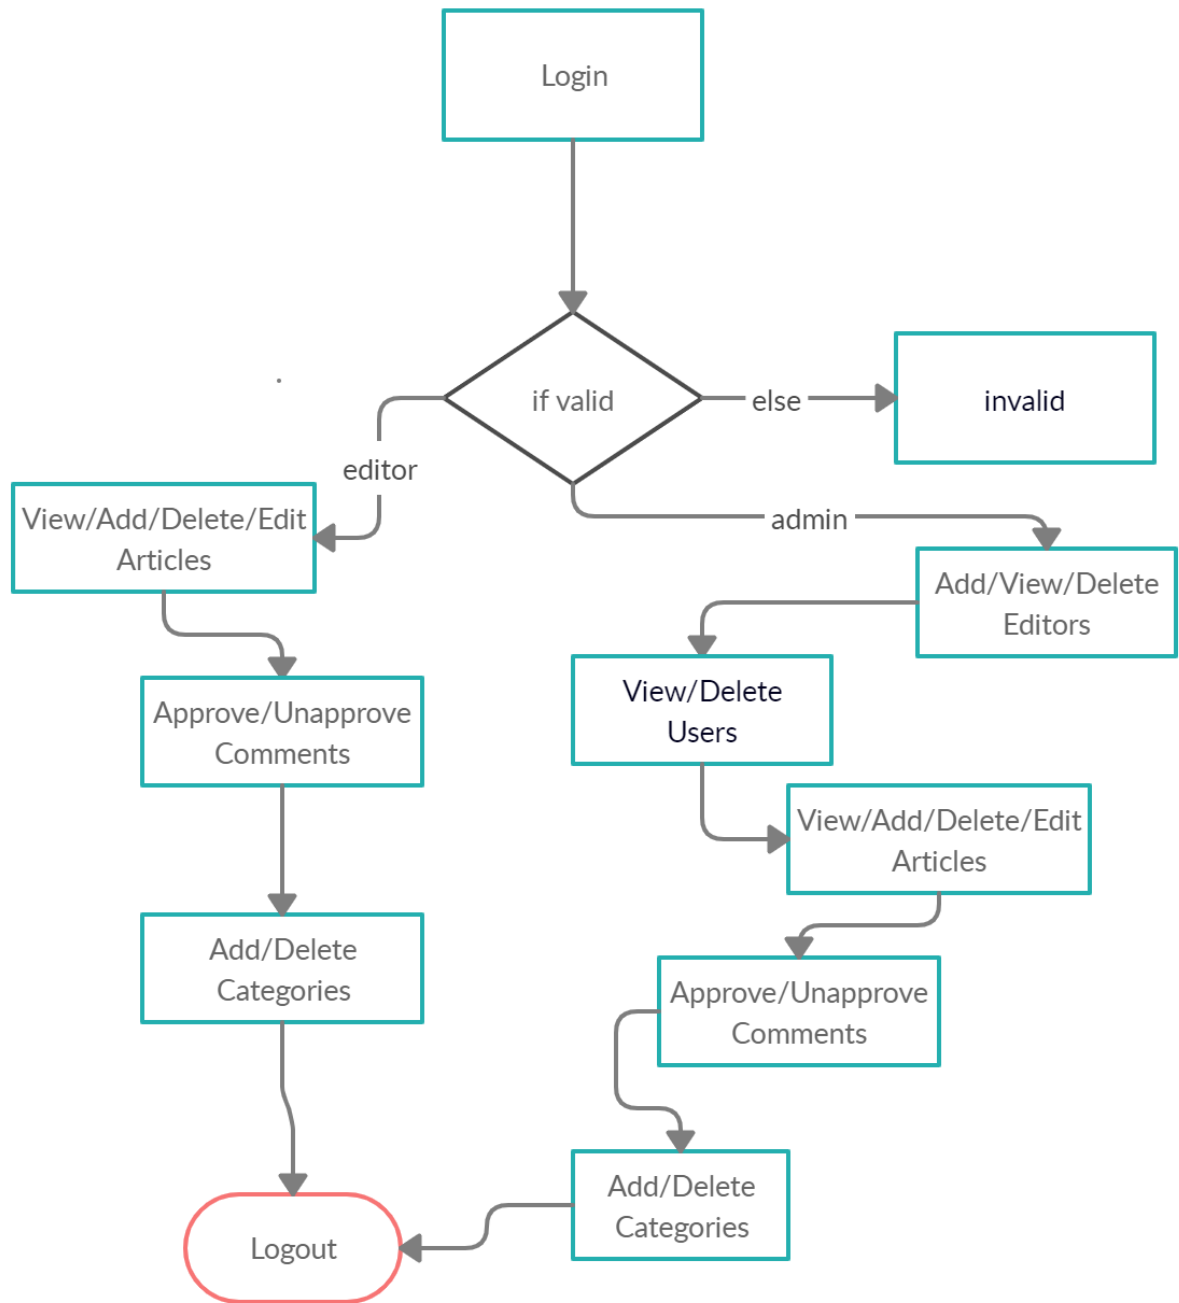 Login
if valid
else
invalid
editor
View/Add/Delete/Edit
Articles
admin
Add/View/Delete
Editors
Approve/Unapprove
Comments
View/Delete
Users
View/Add/Delete/Edit
Articles
Add/Delete
Categories
Approve/Unapprove
Comments
Add/Delete
Categories
Logout